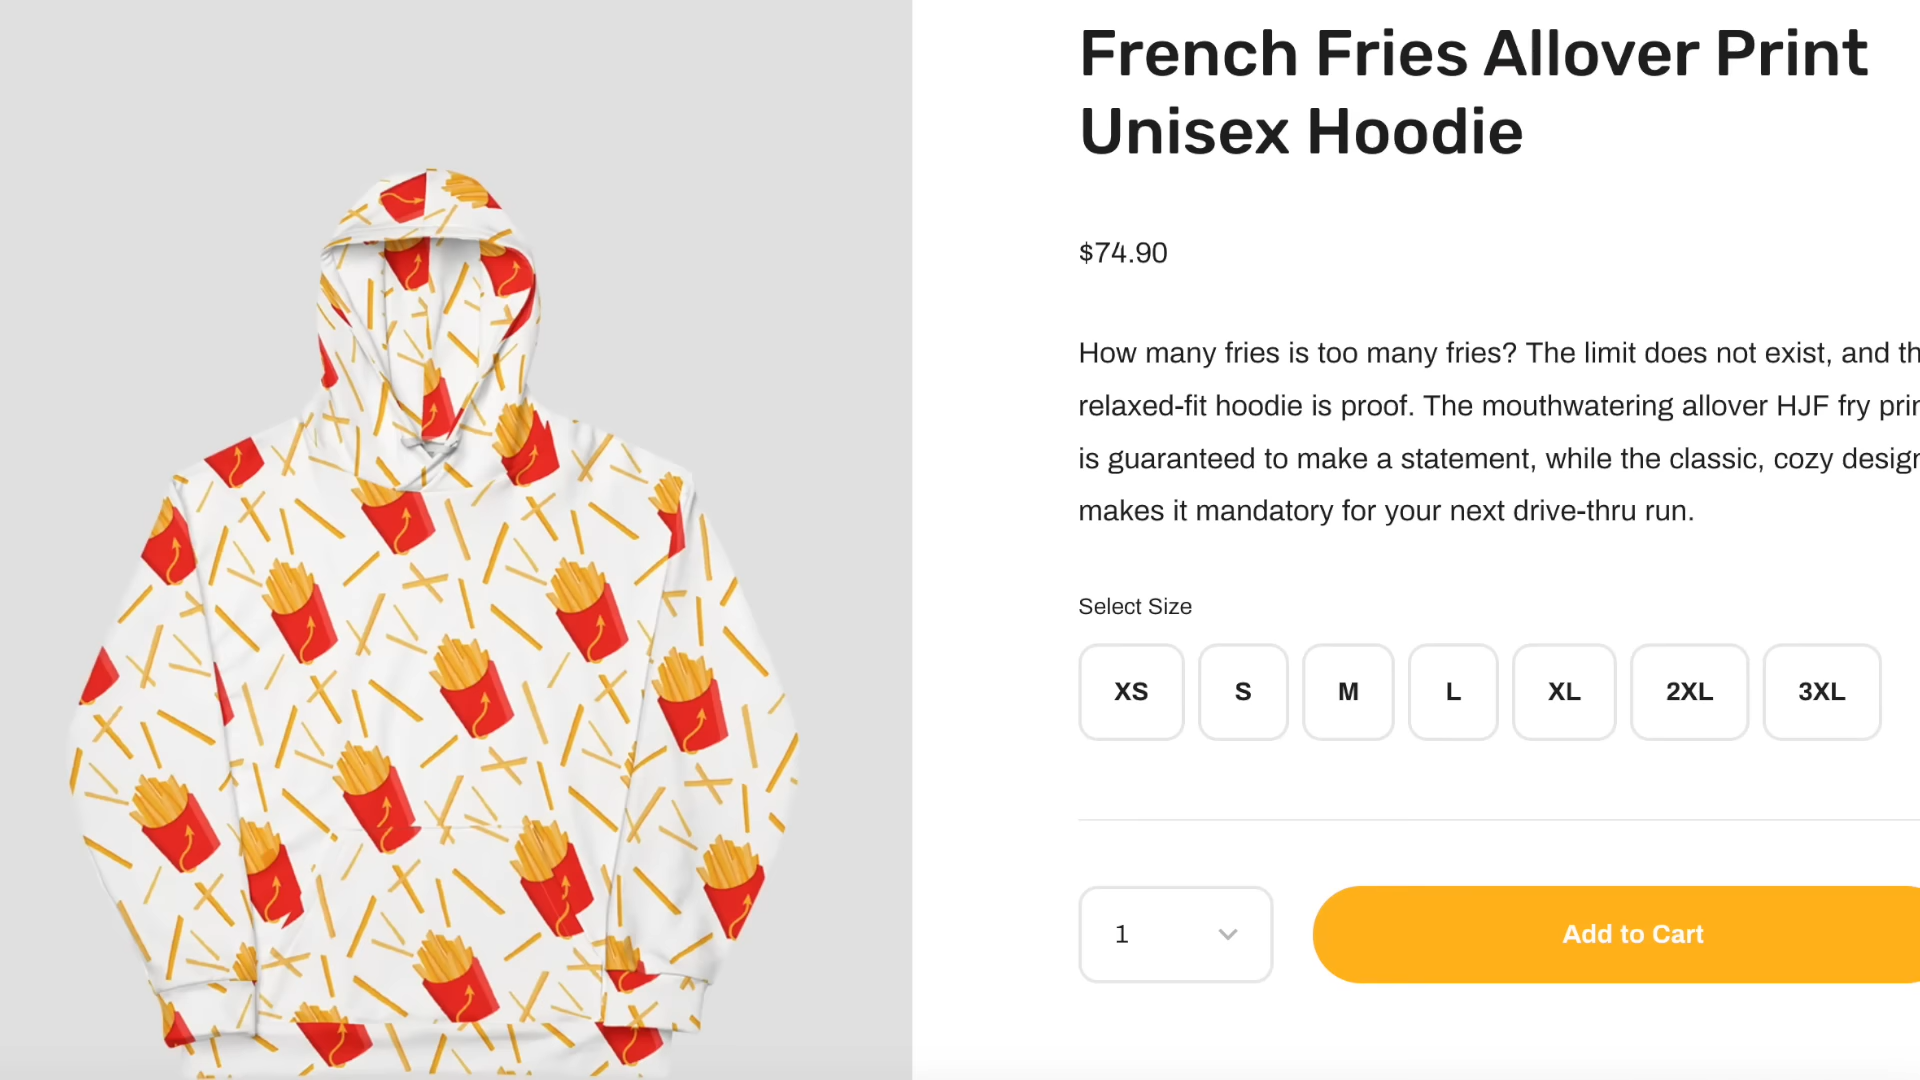 French Fries Allover Print
Unisex Hoodie
$74.90
How many fries is too many fries? The limit does not exist, and
relaxed-fit hoodie is proof. The mouthwatering allover HJF fry
is guaranteed to make a statement, while the classic, cozy
makes it mandatory for your next drive-thru run.
Select Size
XS S M L XL 2XL 3XL
1 Add to Cart